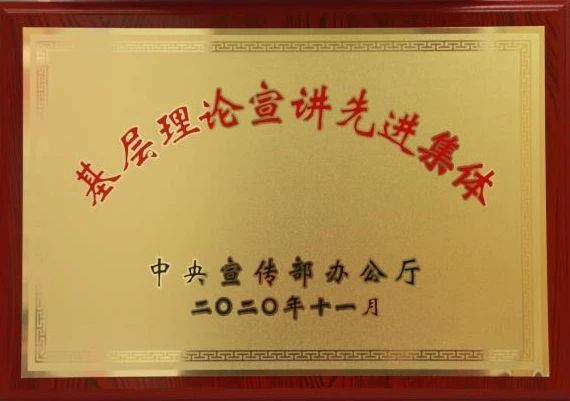 基层理论宣讲先进集体
中央宣传部办公厅
二〇二〇年十一月